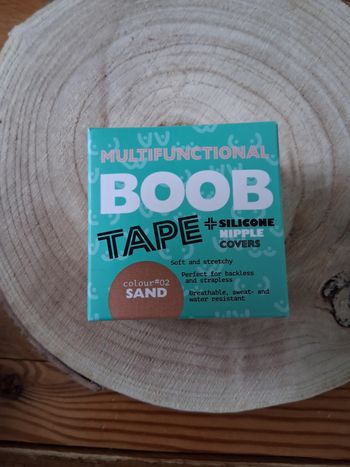 MULTIFUNCTIONAL
BOOB
TAPE + SILICONE
NIPPLE
COVERS
Soft and stretchy
Perfect for backless
and strapless
Breathable, sweat- and
water resistant
colour#02
SAND